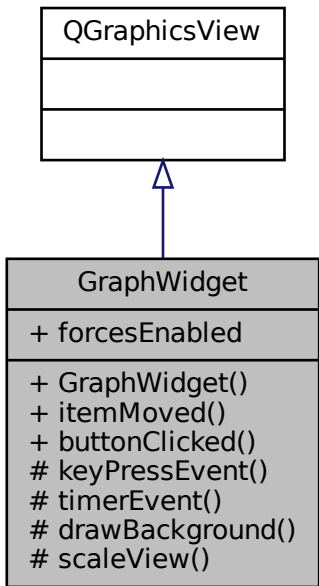 QGraphicsView
GraphWidget
+ forcesEnabled
+ GraphWidget()
+ itemMoved()
+ buttonClicked()
# keyPressEvent()
# timerEvent()
# drawBackground()
# scaleView()